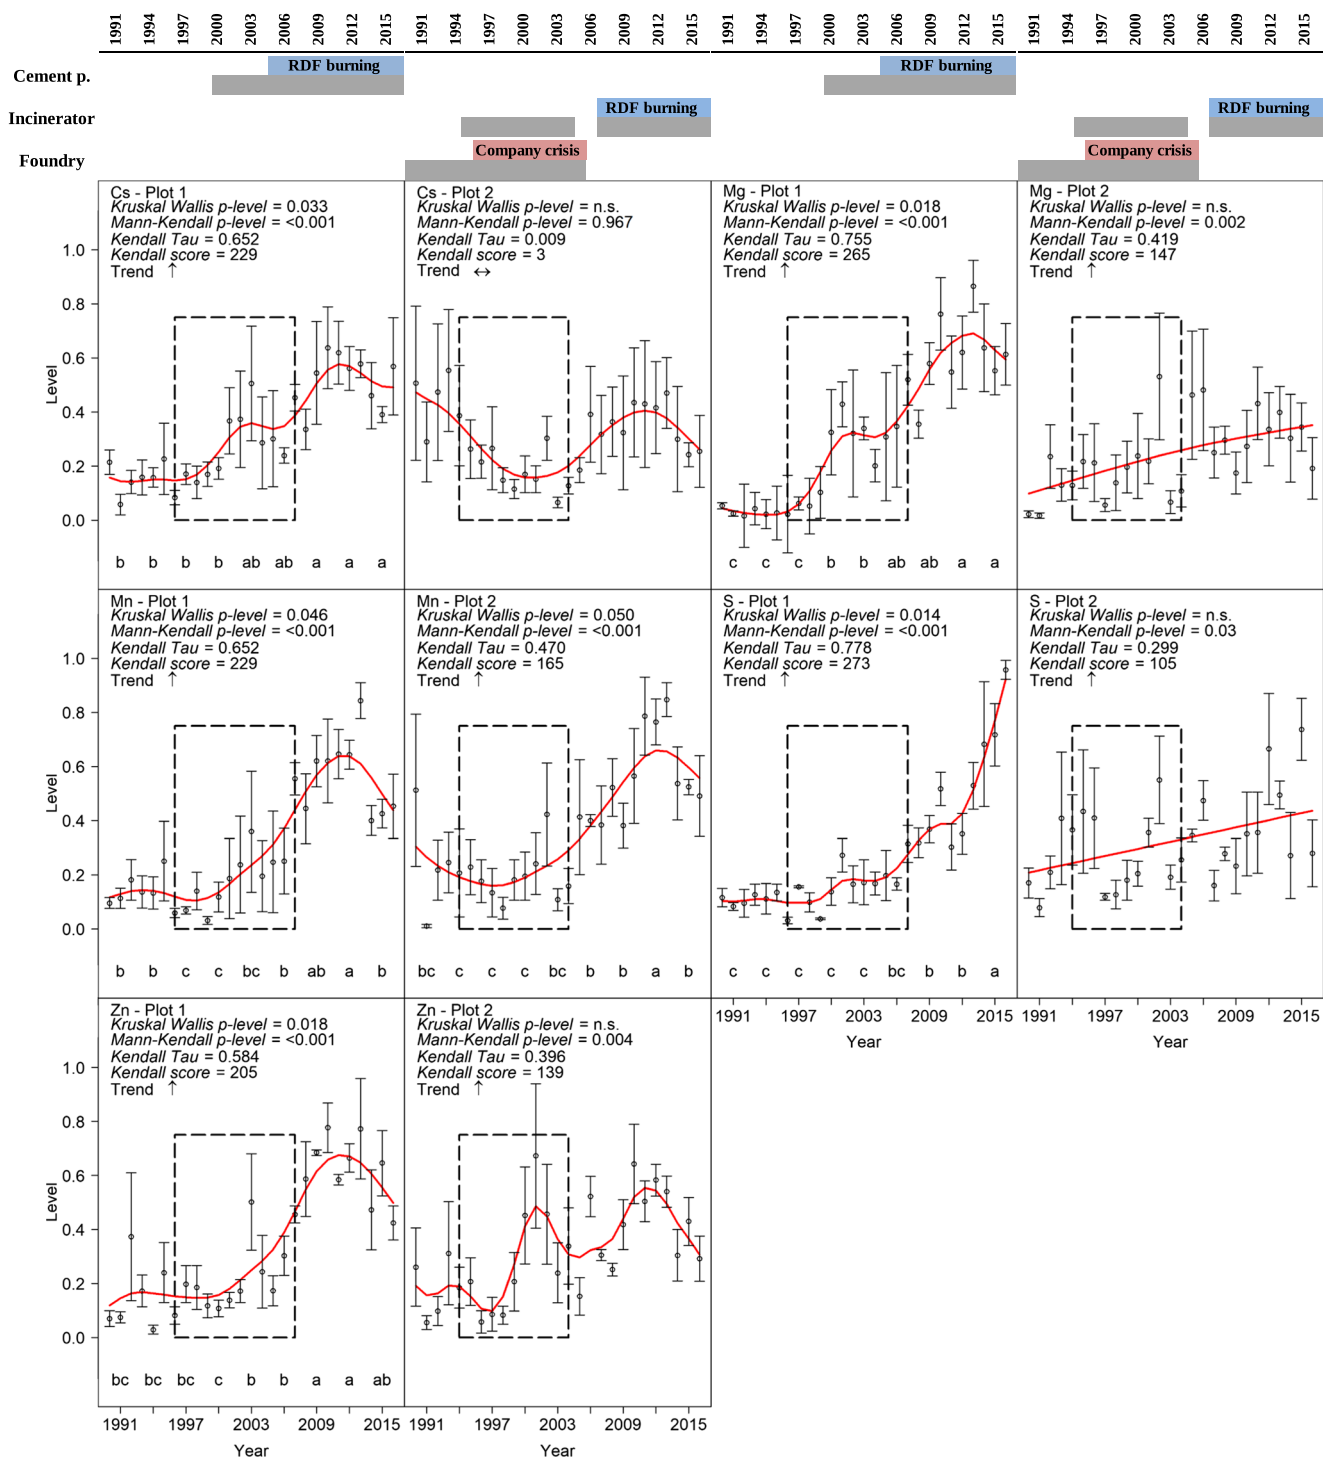 1991 1994 1997 2000 2003 2006 2009 2012 2015 1991 1994 1997 2000 2003 2006 2009 2012 2015 1991 1994 1997 2000 2003 2006 2009 2012 2015 1991 1994 1997 2000 2003 2006 2009 2012 2015
Cement p.
RDF burning
RDF burning
Incinerator
RDF burning
RDF burning
Foundry
Company crisis
Company crisis
Cs - Plot 1
Kruskal Wallis p-level = 0.033
Mann-Kendall p-level = <0.001
Kendall Tau = 0.652
Kendall score = 229
Trend ↑
Cs - Plot 2
Kruskal Wallis p-level = n.s.
Mann-Kendall p-level = 0.967
Kendall Tau = 0.009
Kendall score = 3
Trend ↔
Mg - Plot 1
Kruskal Wallis p-level = 0.018
Mann-Kendall p-level = <0.001
Kendall Tau = 0.755
Kendall score = 265
Trend ↑
Mg - Plot 2
Kruskal Wallis p-level = n.s.
Mann-Kendall p-level = 0.002
Kendall Tau = 0.419
Kendall score = 147
Trend ↑
1.0
0.8
0.6
0.4
0.2
0.0
Level
b b b ab ab a a a
c c c b ab ab a a
Mn - Plot 1
Kruskal Wallis p-level = 0.046
Mann-Kendall p-level = <0.001
Kendall Tau = 0.652
Kendall score = 229
Trend ↑
Mn - Plot 2
Kruskal Wallis p-level = 0.050
Mann-Kendall p-level = <0.001
Kendall Tau = 0.470
Kendall score = 165
Trend ↑
S - Plot 1
Kruskal Wallis p-level = 0.014
Mann-Kendall p-level = <0.001
Kendall Tau = 0.778
Kendall score = 273
Trend ↑
S - Plot 2
Kruskal Wallis p-level = n.s.
Mann-Kendall p-level = 0.03
Kendall Tau = 0.299
Kendall score = 105
Trend ↑
1.0
0.8
0.6
0.4
0.2
0.0
Level
b b c c bc b ab a b
bc c c c bc b b a b
c c c c c bc b b a
1991 1997 2003 2009 2015
Year
1991 1997 2003 2009 2015
Year
Zn - Plot 1
Kruskal Wallis p-level = 0.018
Mann-Kendall p-level = <0.001
Kendall Tau = 0.584
Kendall score = 205
Trend ↑
Zn - Plot 2
Kruskal Wallis p-level = n.s.
Mann-Kendall p-level = 0.004
Kendall Tau = 0.396
Kendall score = 139
Trend ↑
1.0
0.8
0.6
0.4
0.2
0.0
Level
bc bc bc c b b a a ab
1991 1997 2003 2009 2015
Year
1991 1997 2003 2009 2015
Year